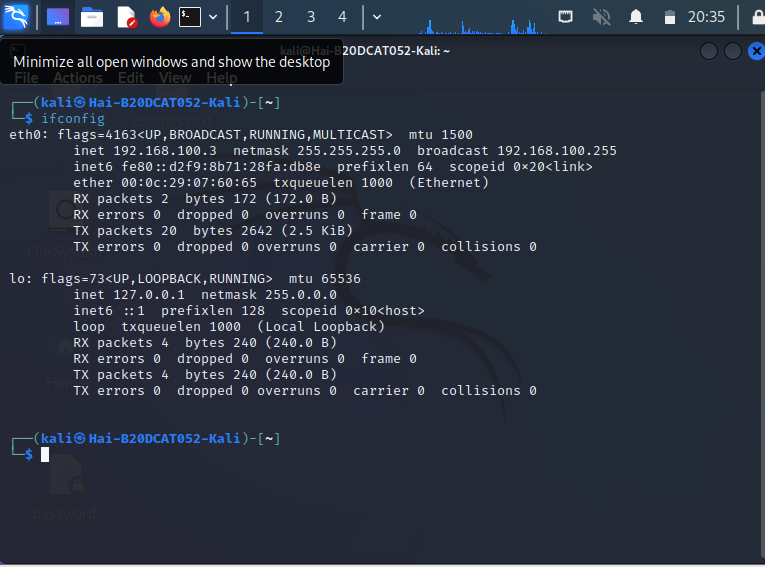 1 2 3 4 20:35
kali@Hai-B20DCAT052-Kali: ~
Minimize all open windows and show the desktop
File Actions Edit View Help
┌──(kali㉿Hai-B20DCAT052-Kali)-[~]
└─$ ifconfig
eth0: flags=4163<UP,BROADCAST,RUNNING,MULTICAST>  mtu 1500
        inet 192.168.100.3  netmask 255.255.255.0  broadcast 192.168.100.255
        inet6 fe80::d2f9:8b71:28fa:db8e  prefixlen 64  scopeid 0×20<link>
        ether 00:0c:29:07:60:65  txqueuelen 1000  (Ethernet)
        RX packets 2  bytes 172 (172.0 B)
        RX errors 0  dropped 0  overruns 0  frame 0
        TX packets 20  bytes 2642 (2.5 KiB)
        TX errors 0  dropped 0 overruns 0  carrier 0  collisions 0
File System
lo: flags=73<UP,LOOPBACK,RUNNING>  mtu 65536
        inet 127.0.0.1  netmask 255.0.0.0
        inet6 ::1  prefixlen 128  scopeid 0×10<host>
        loop  txqueuelen 1000  (Local Loopback)
        RX packets 4  bytes 240 (240.0 B)
        RX errors 0  dropped 0  overruns 0  frame 0
        TX packets 4  bytes 240 (240.0 B)
        TX errors 0  dropped 0 overruns 0  carrier 0  collisions 0
┌──(kali㉿Hai-B20DCAT052-Kali)-[~]
└─$
password